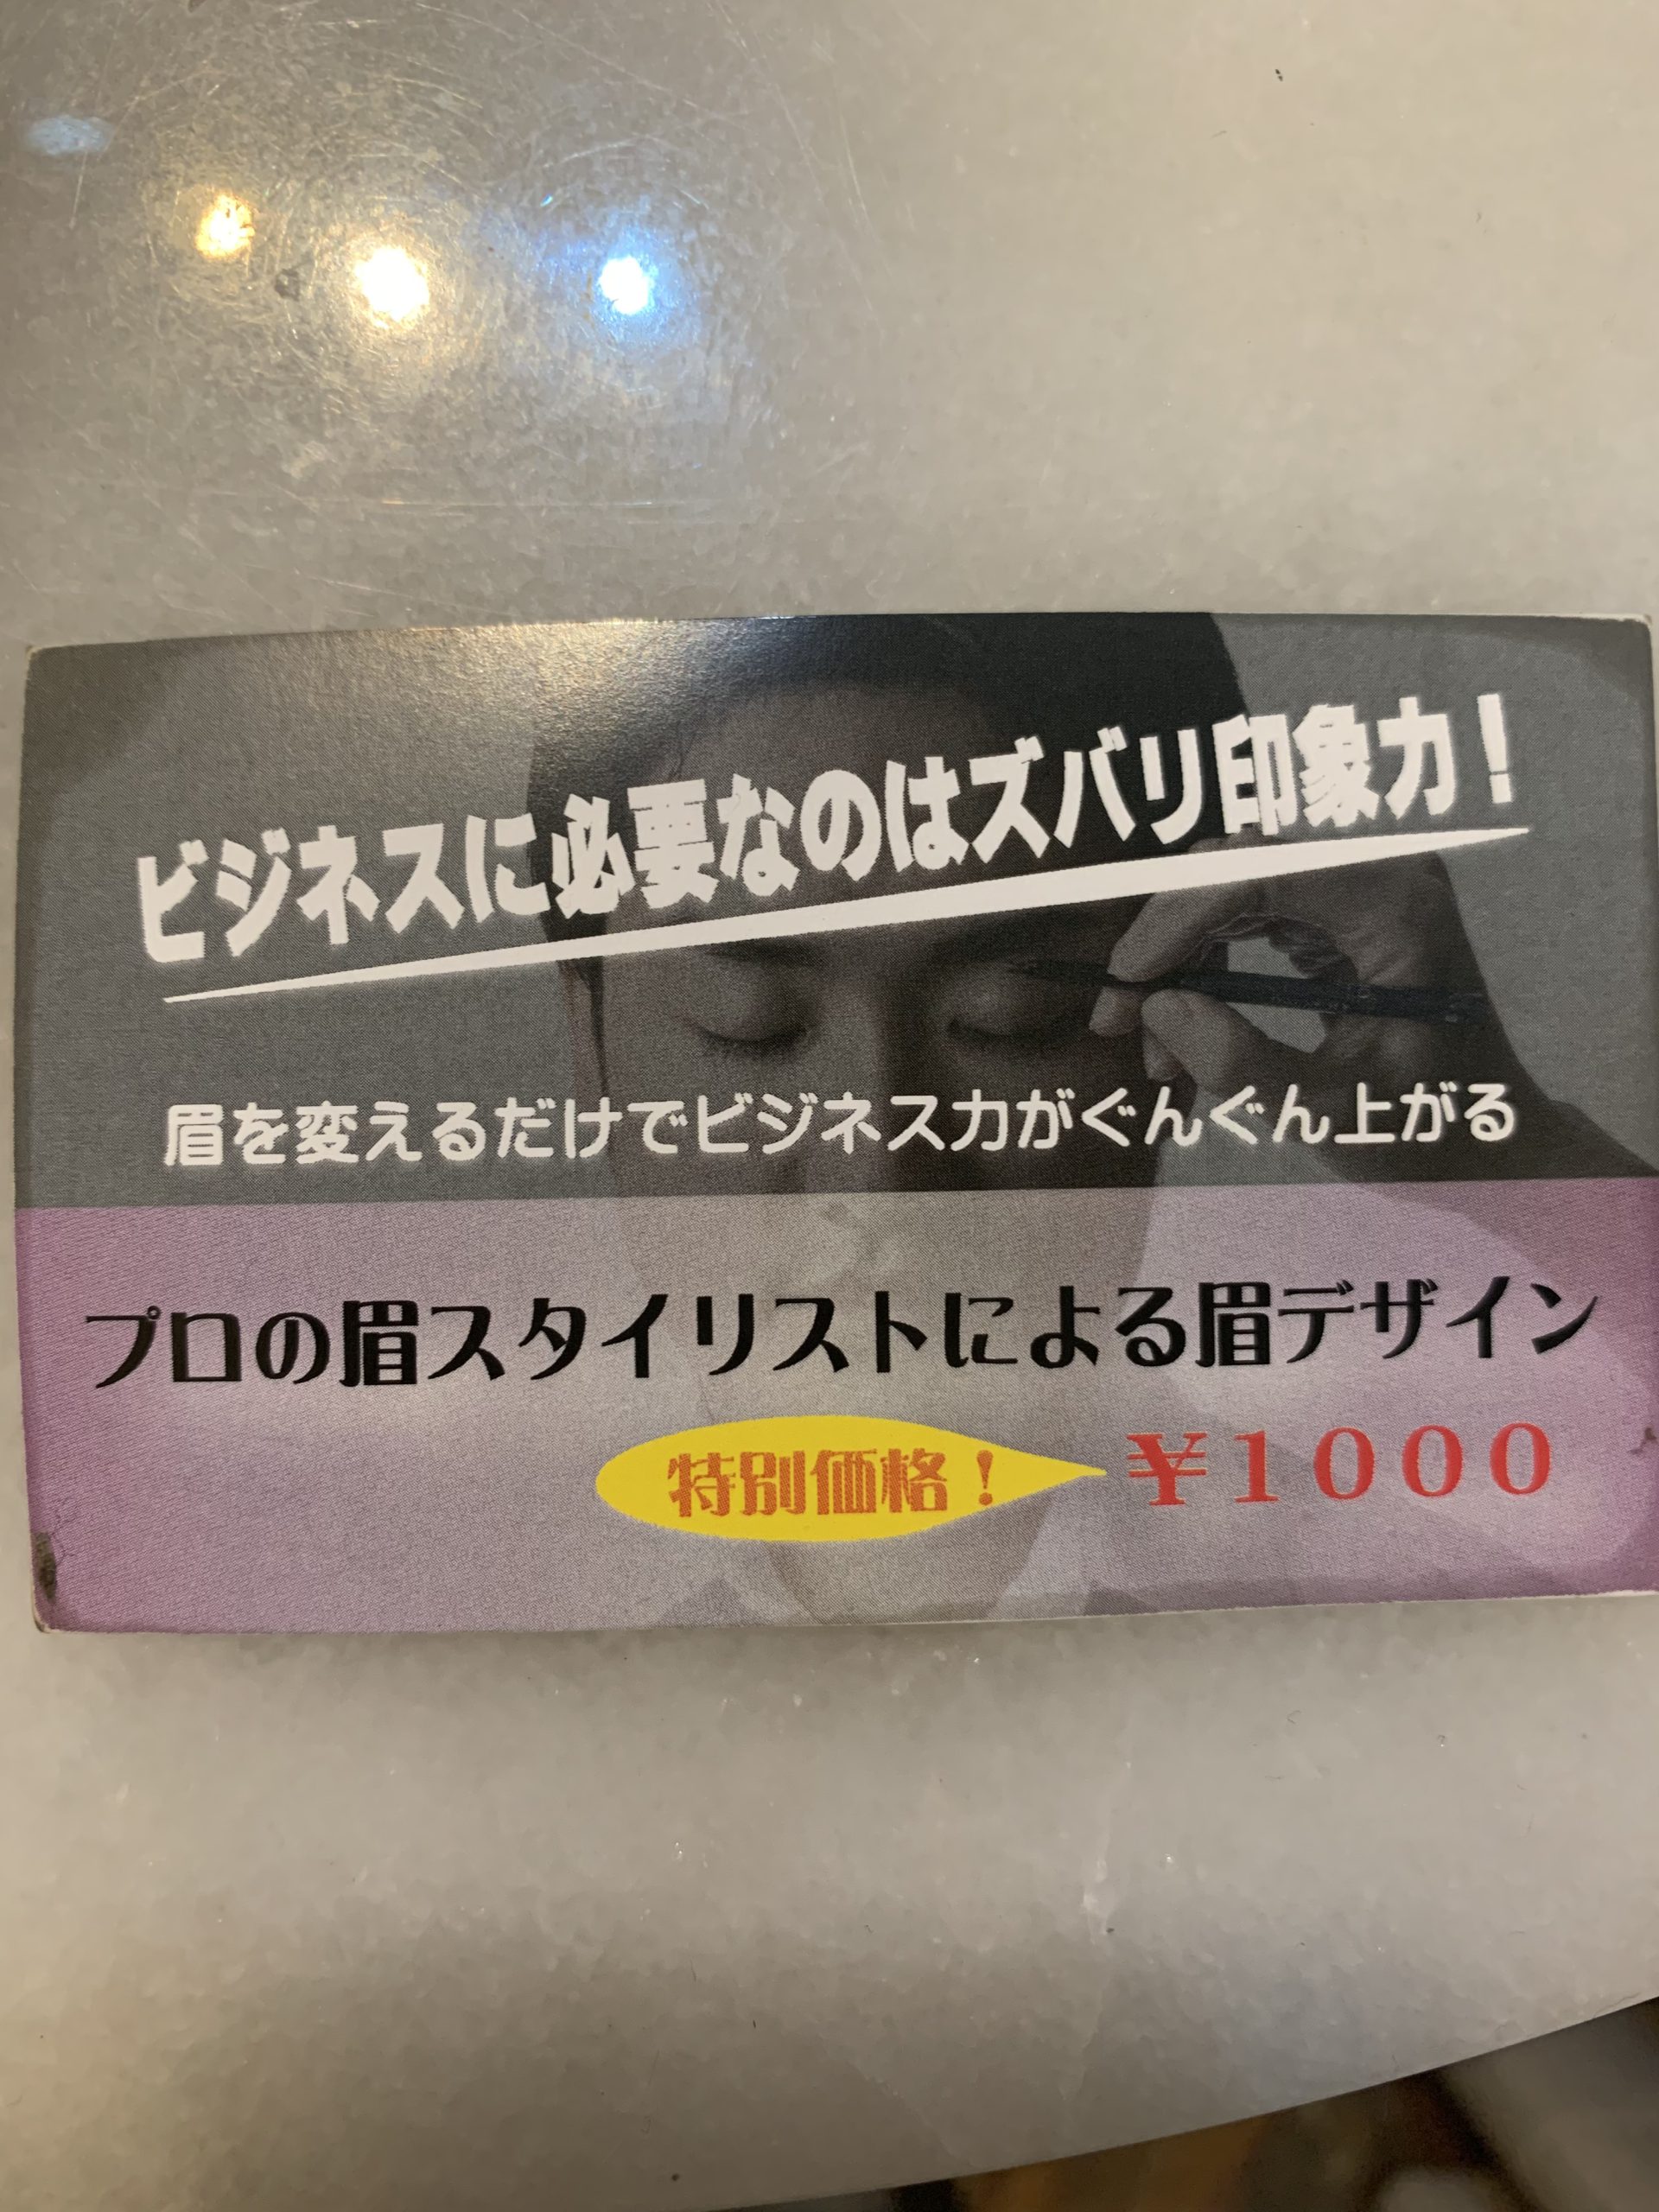 ビジネスに必要なのはズバリ印象力！
眉を変えるだけでビジネス力がぐんぐん上がる
プロの眉スタイリストによる眉デザイン
特別価格！ ￥1000